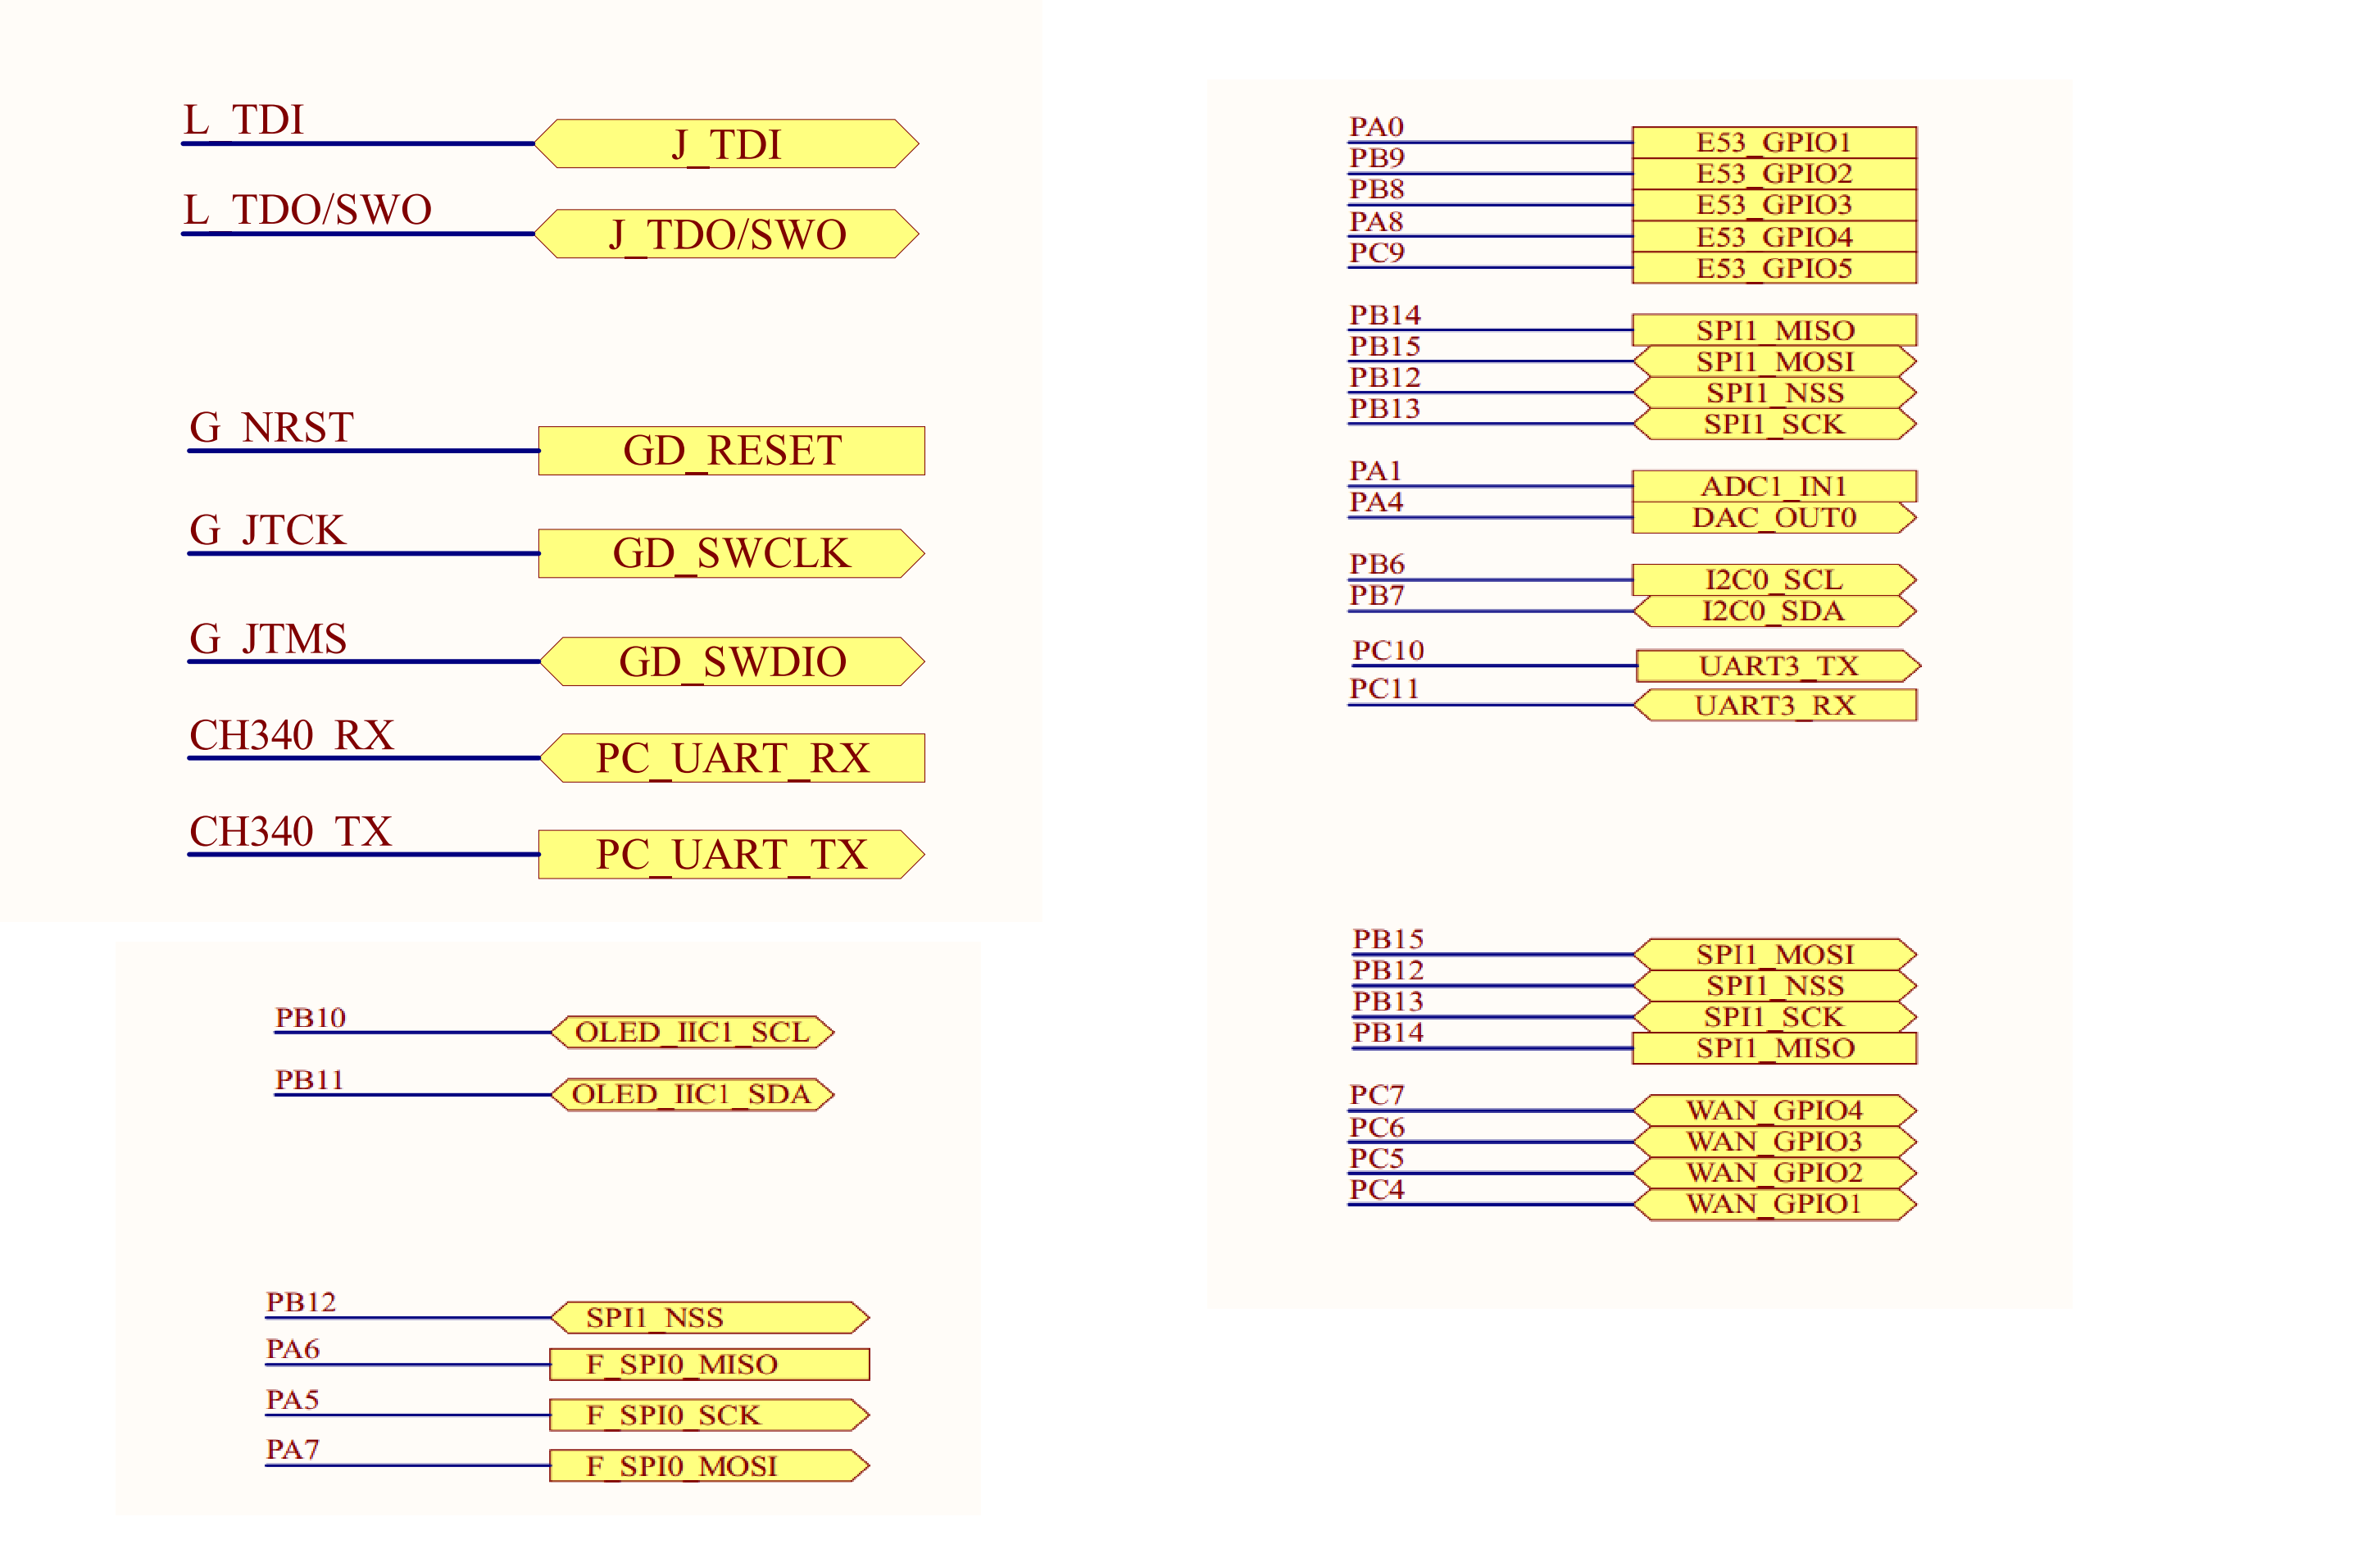 L_TDI J_TDI
L_TDO/SWO J_TDO/SWO
G_NRST GD_RESET
G_JTCK GD_SWCLK
G_JTMS GD_SWDIO
CH340_RX PC_UART_RX
CH340_TX PC_UART_TX
PB10 OLED_IIC1_SCL
PB11 OLED_IIC1_SDA
PB12 SPI1_NSS
PA6 F_SPI0_MISO
PA5 F_SPI0_SCK
PA7 F_SPI0_MOSI
PA0 E53_GPIO1
PB9 E53_GPIO2
PB8 E53_GPIO3
PA8 E53_GPIO4
PC9 E53_GPIO5
PB14 SPI1_MISO
PB15 SPI1_MOSI
PB12 SPI1_NSS
PB13 SPI1_SCK
PA1 ADC1_IN1
PA4 DAC_OUT0
PB6 I2C0_SCL
PB7 I2C0_SDA
PC10 UART3_TX
PC11 UART3_RX
PB15 SPI1_MOSI
PB12 SPI1_NSS
PB13 SPI1_SCK
PB14 SPI1_MISO
PC7 WAN_GPIO4
PC6 WAN_GPIO3
PC5 WAN_GPIO2
PC4 WAN_GPIO1